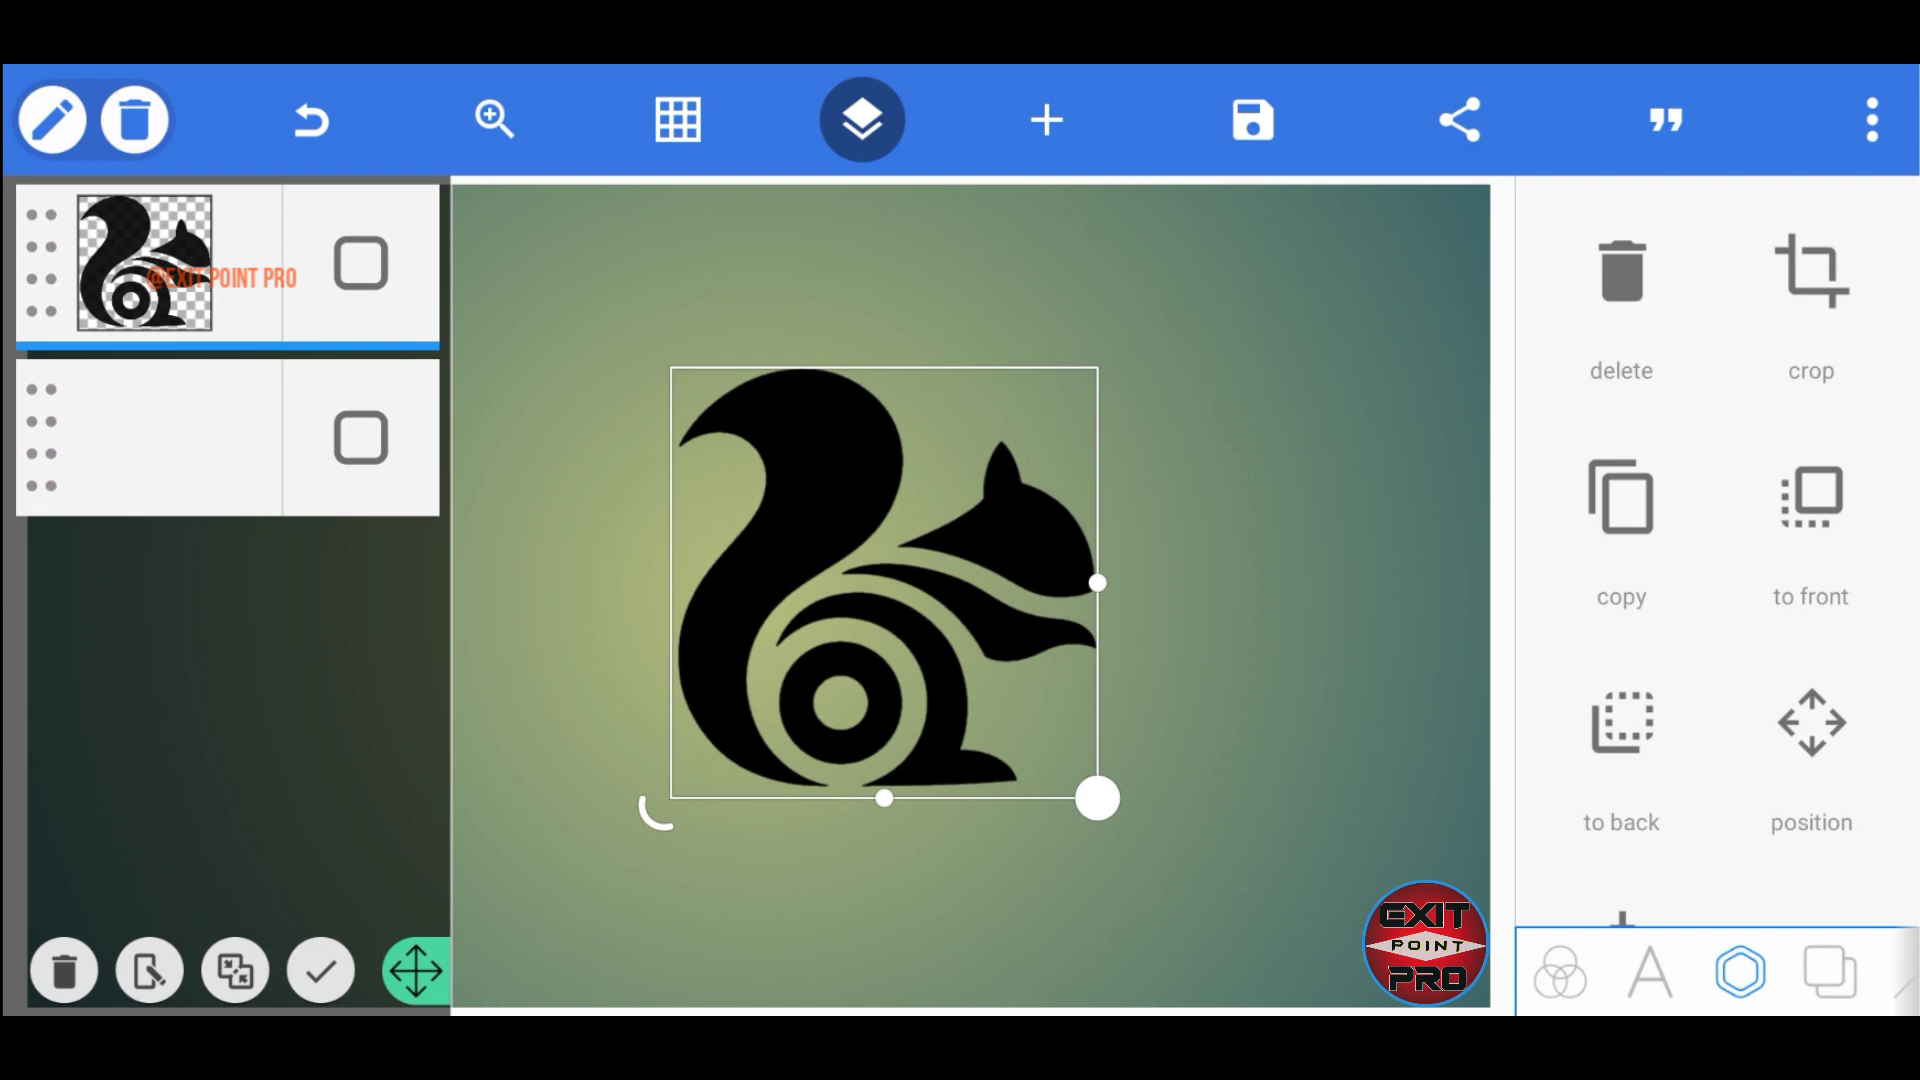 @EXIT POINT PRO
delete
crop
copy
to front
to back
position
A
EXIT
POINT
PRO